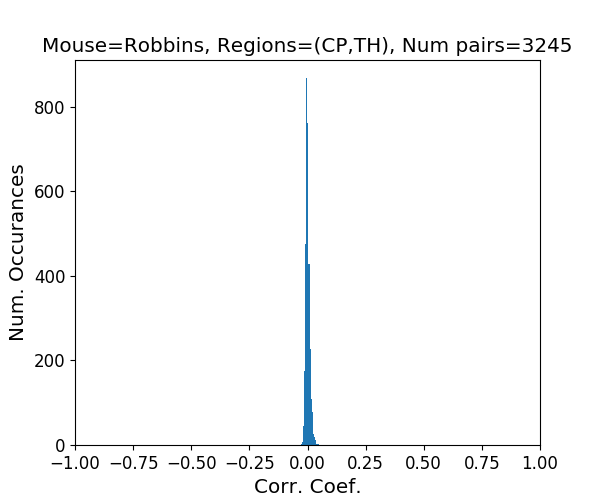 Mouse=Robbins, Regions=(CP,TH), Num pairs=3245
Num. Occurances
800
600
400
200
0
−1.00 −0.75 −0.50 −0.25 0.00 0.25 0.50 0.75 1.00
Corr. Coef.